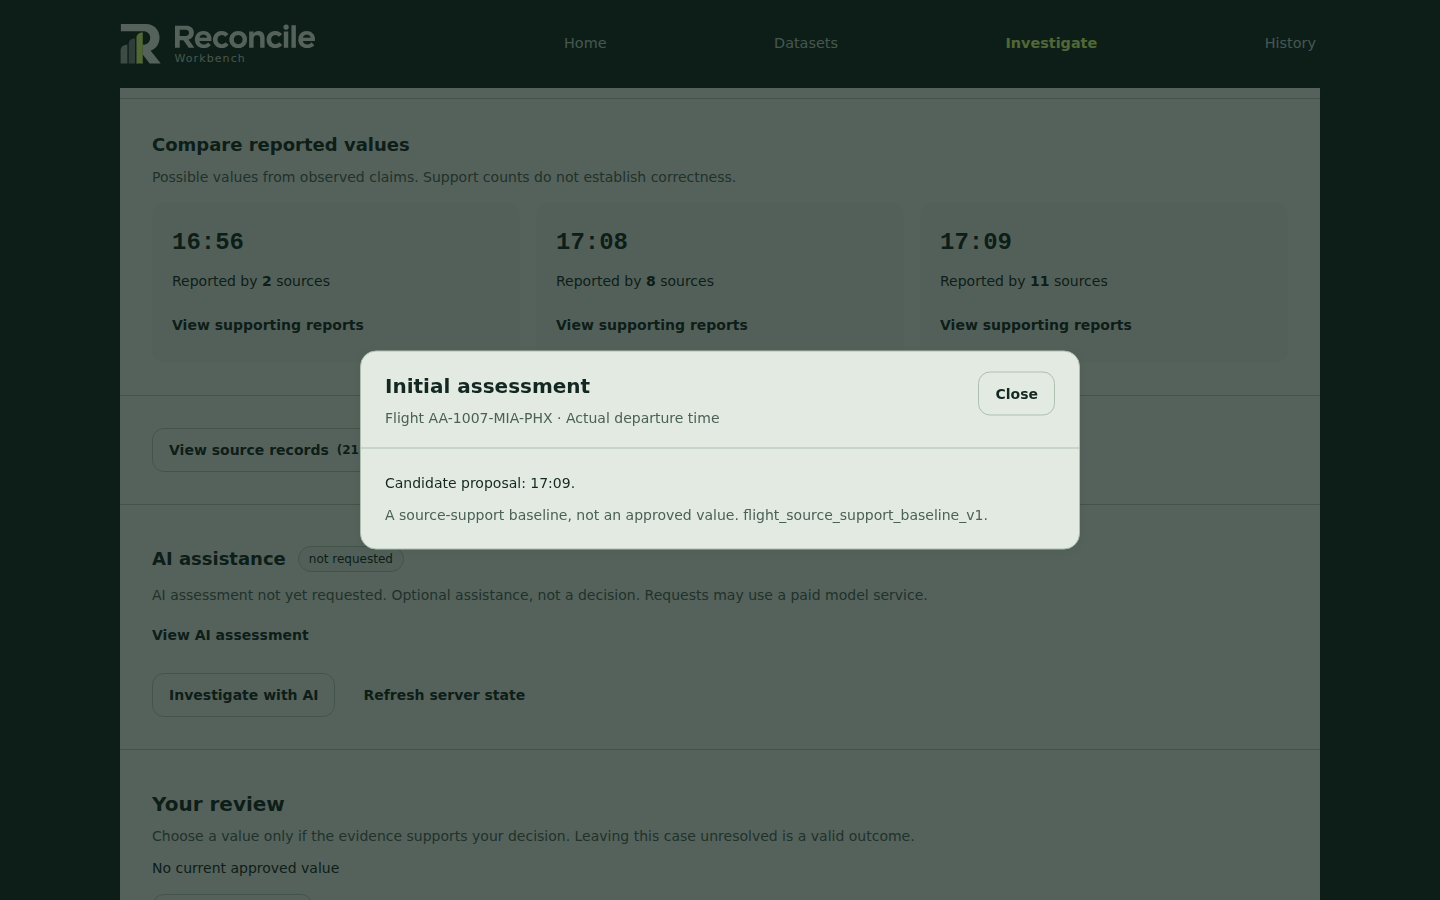 Reconcile
Workbench
Home
Datasets
Investigate
History
Compare reported values
Possible values from observed claims. Support counts do not establish correctness.
16:56
Reported by 2 sources
View supporting reports
17:08
Reported by 8 sources
View supporting reports
17:09
Reported by 11 sources
View supporting reports
Initial assessment
Flight AA-1007-MIA-PHX · Actual departure time
Close
Candidate proposal: 17:09.
A source-support baseline, not an approved value. flight_source_support_baseline_v1.
View source records (21
AI assistance
not requested
AI assessment not yet requested. Optional assistance, not a decision. Requests may use a paid model service.
View AI assessment
Investigate with AI
Refresh server state
Your review
Choose a value only if the evidence supports your decision. Leaving this case unresolved is a valid outcome.
No current approved value